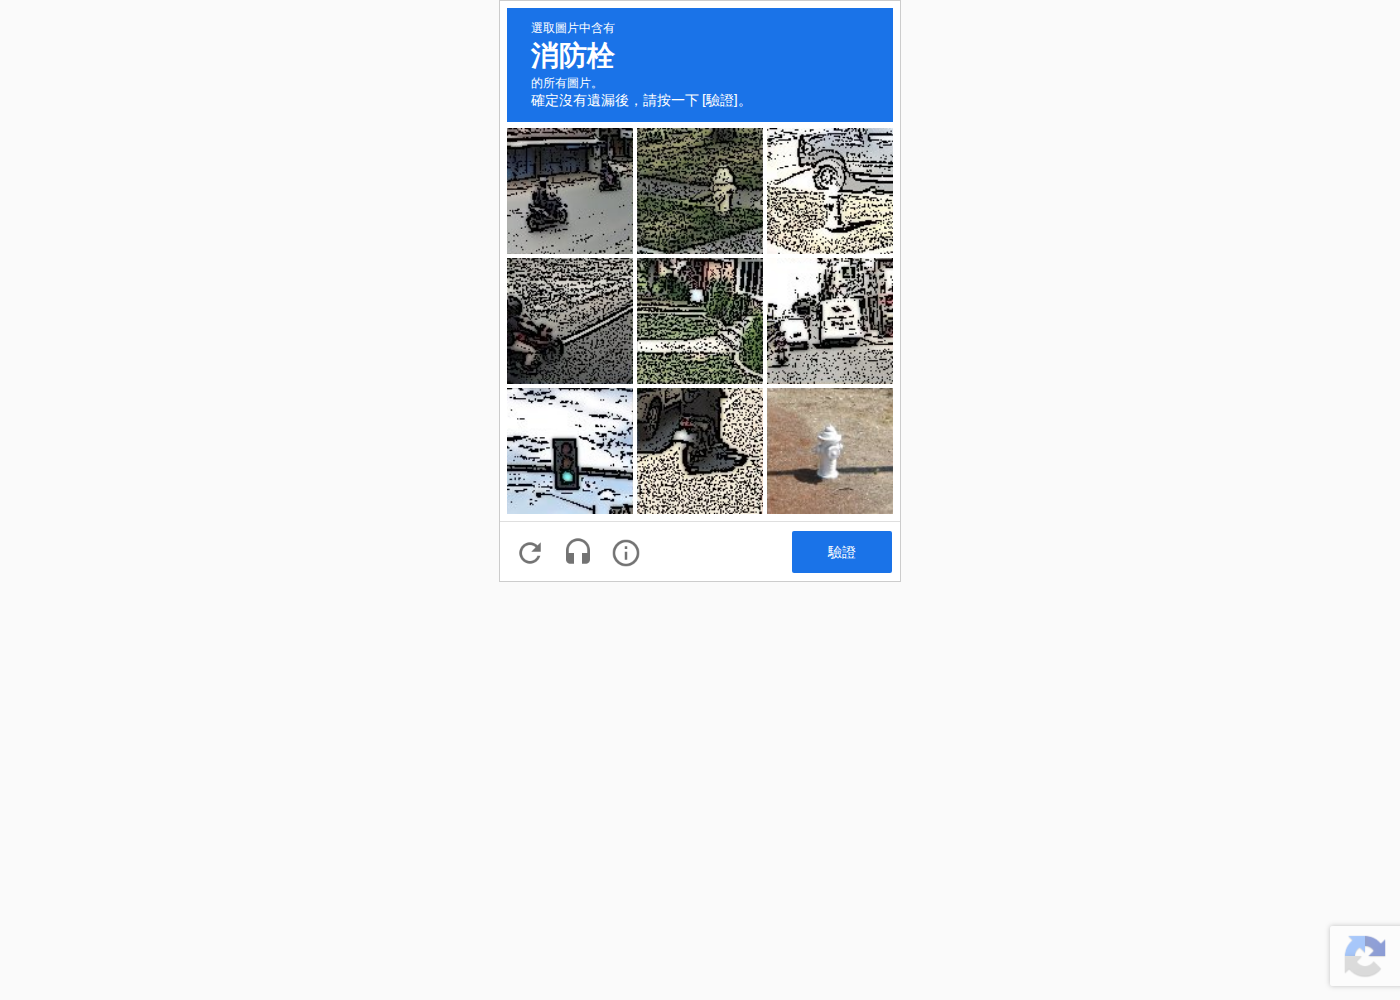 選取圖片中含有
消防栓
的所有圖片。
確定沒有遺漏後，請按一下 [驗證]。
驗證